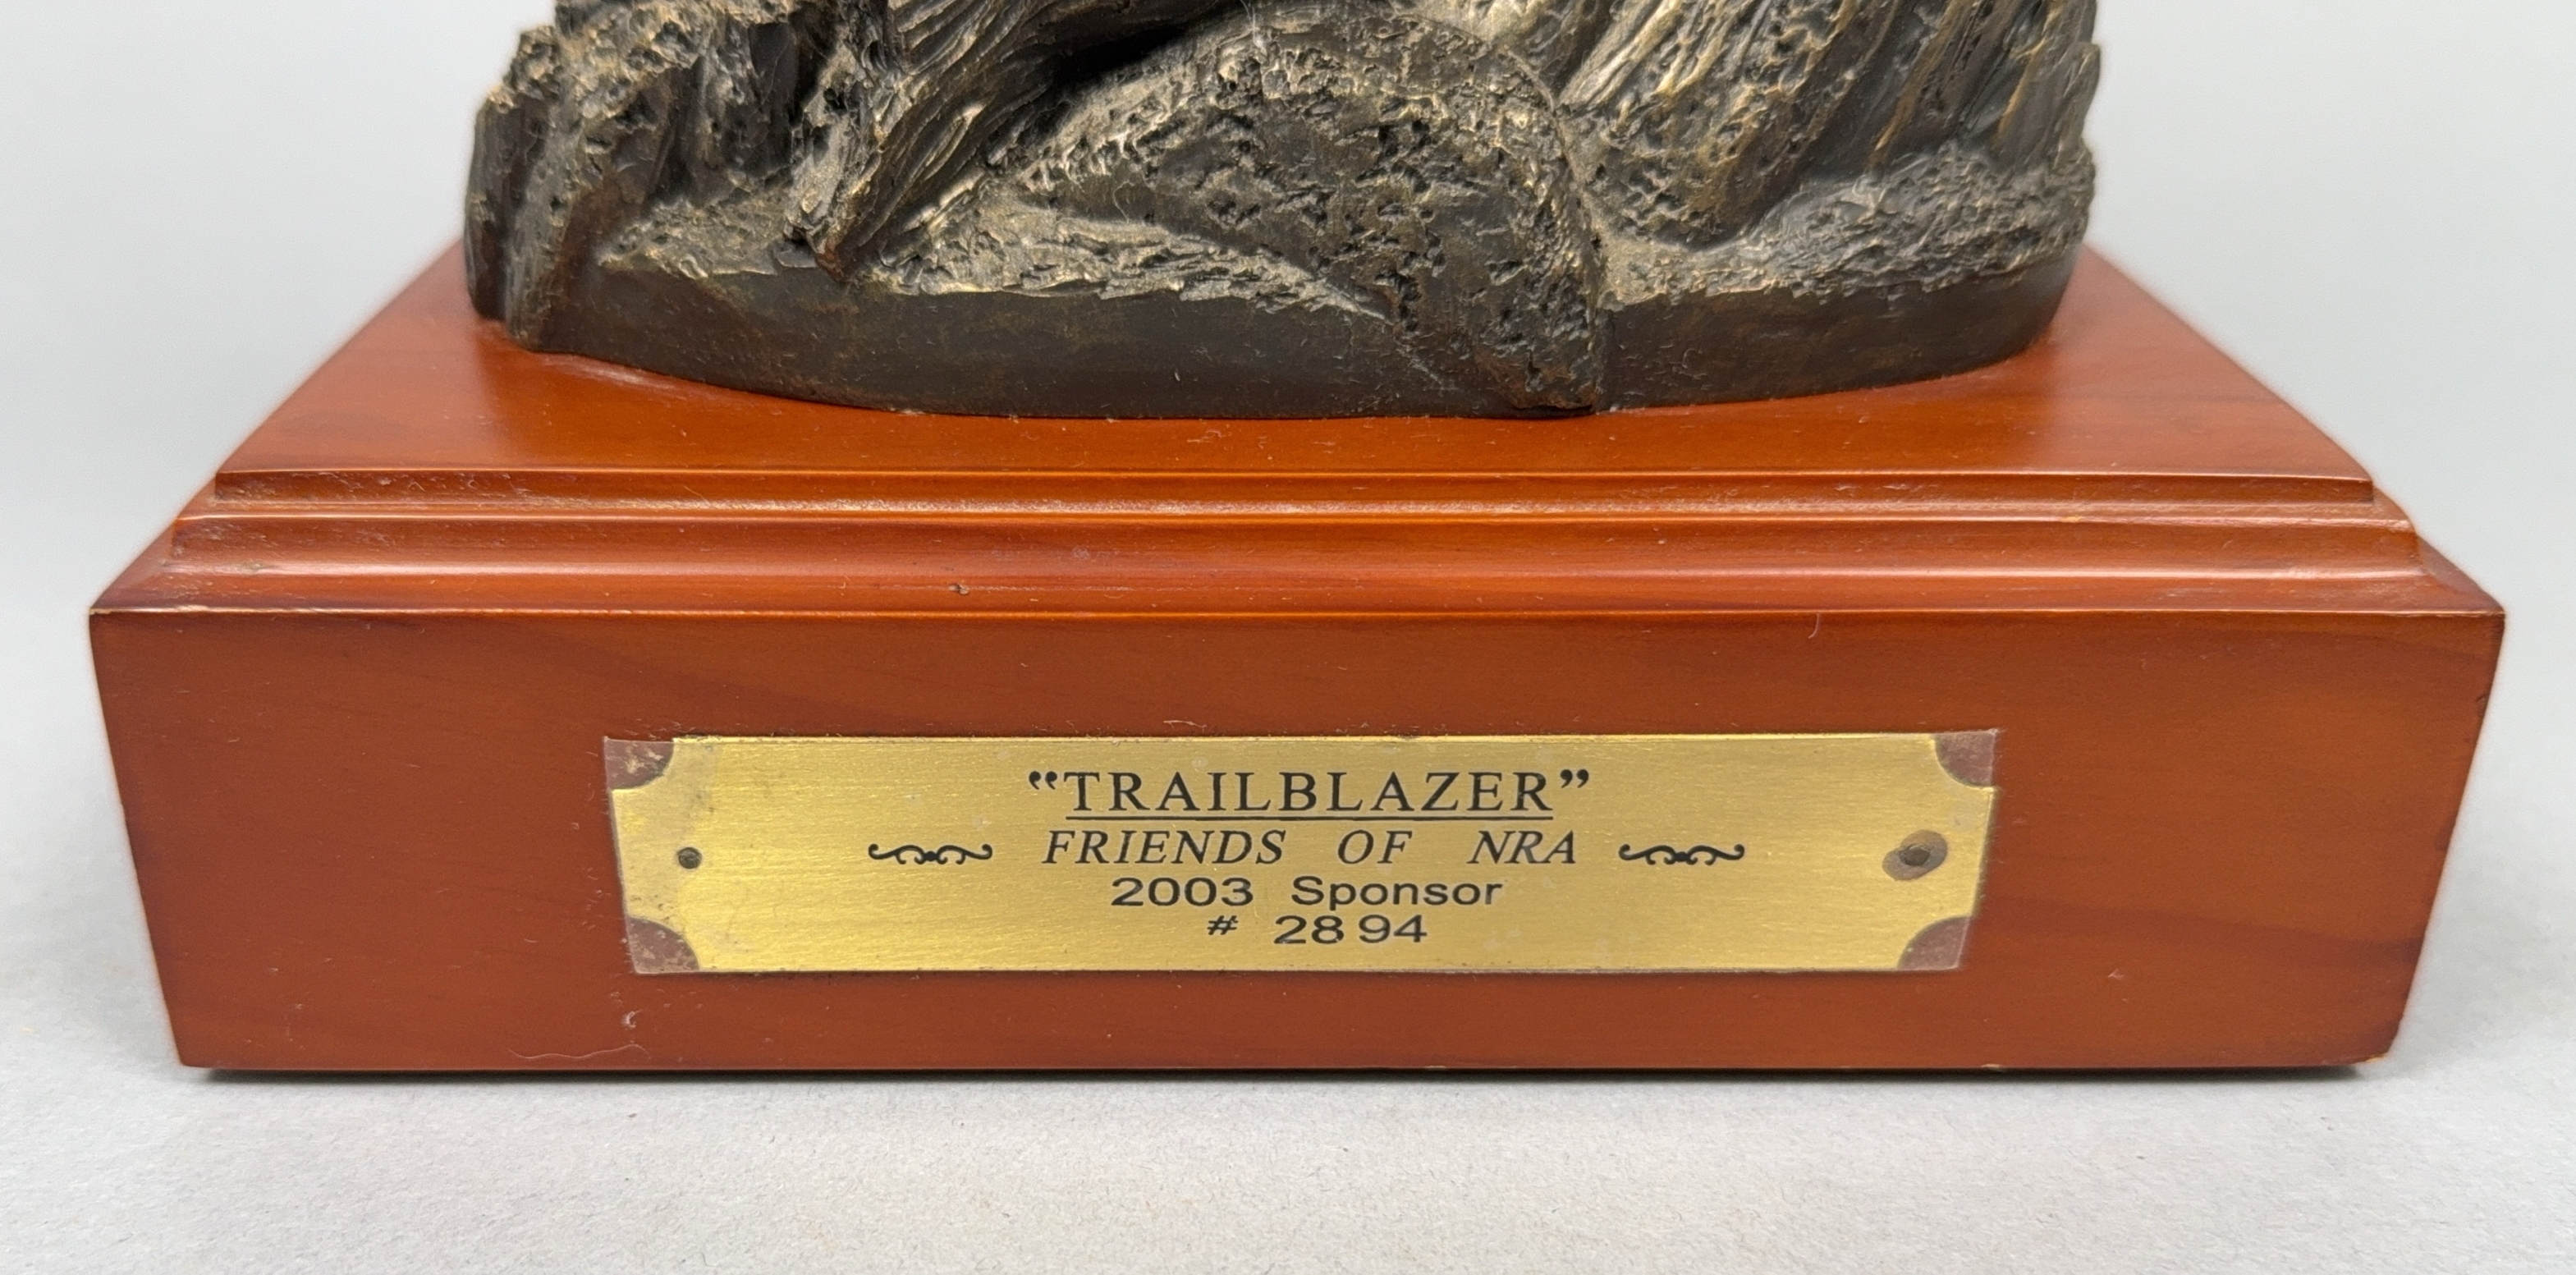 “TRAILBLAZER”
FRIENDS OF NRA
2003 Sponsor
# 2894